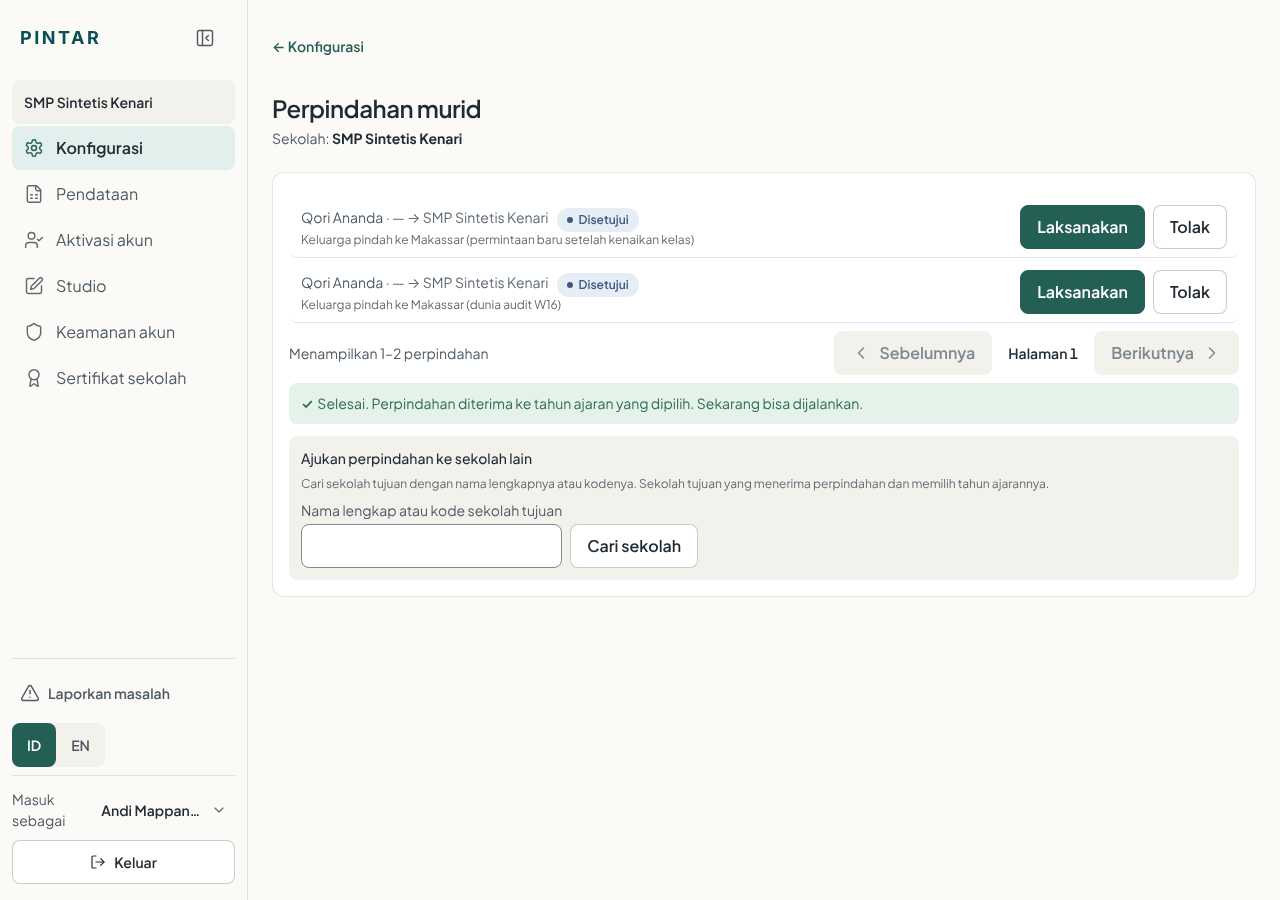 PINTAR
SMP Sintetis Kenari
Konfigurasi
Pendataan
Aktivasi akun
Studio
Keamanan akun
Sertifikat sekolah
Laporkan masalah
ID EN
Masuk sebagai
Andi Mappan…
Keluar
← Konfigurasi
Perpindahan murid
Sekolah: SMP Sintetis Kenari
Qori Ananda · — → SMP Sintetis Kenari Disetujui
Keluarga pindah ke Makassar (permintaan baru setelah kenaikan kelas)
Laksanakan Tolak
Qori Ananda · — → SMP Sintetis Kenari Disetujui
Keluarga pindah ke Makassar (dunia audit W16)
Laksanakan Tolak
Menampilkan 1–2 perpindahan
Sebelumnya Halaman 1 Berikutnya
✓ Selesai. Perpindahan diterima ke tahun ajaran yang dipilih. Sekarang bisa dijalankan.
Ajukan perpindahan ke sekolah lain
Cari sekolah tujuan dengan nama lengkapnya atau kodenya. Sekolah tujuan yang menerima perpindahan dan memilih tahun ajarannya.
Nama lengkap atau kode sekolah tujuan
Cari sekolah